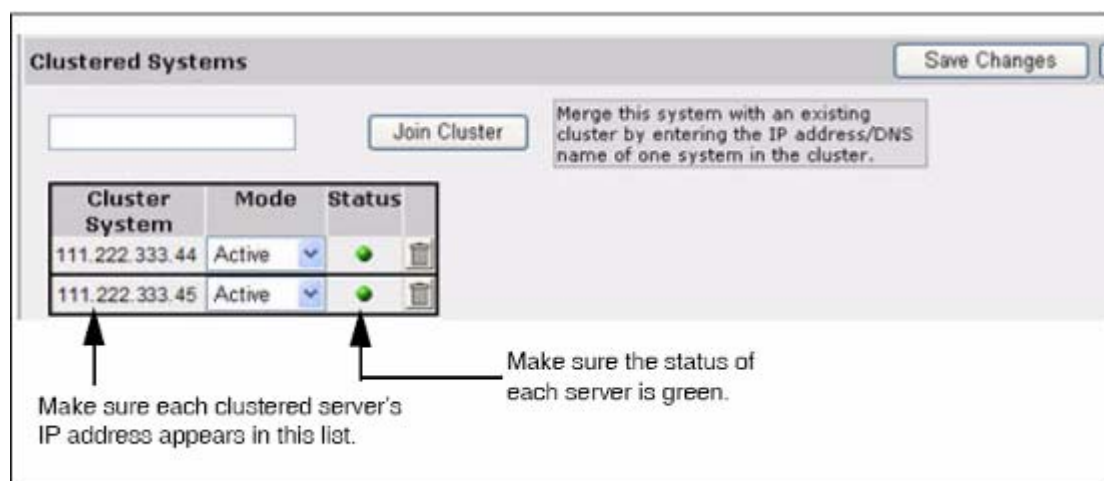 Clustered Systems
Save Changes
Join Cluster
Merge this system with an existing
cluster by entering the IP address/DNS
name of one system in the cluster.
Cluster System Mode Status
111.222.333.44 Active
111.222.333.45 Active
Make sure the status of
each server is green.
Make sure each clustered server's
IP address appears in this list.